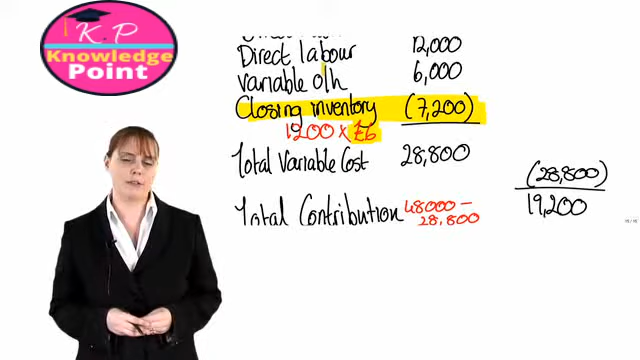 K.P
Knowledge
Point
Direct labour 12,000
Variable o/h 6,000
Closing inventory (7,200)
1200 × £6
Total Variable Cost 28,800
(28,800)
Total Contribution 48000 -
28,800
19,200